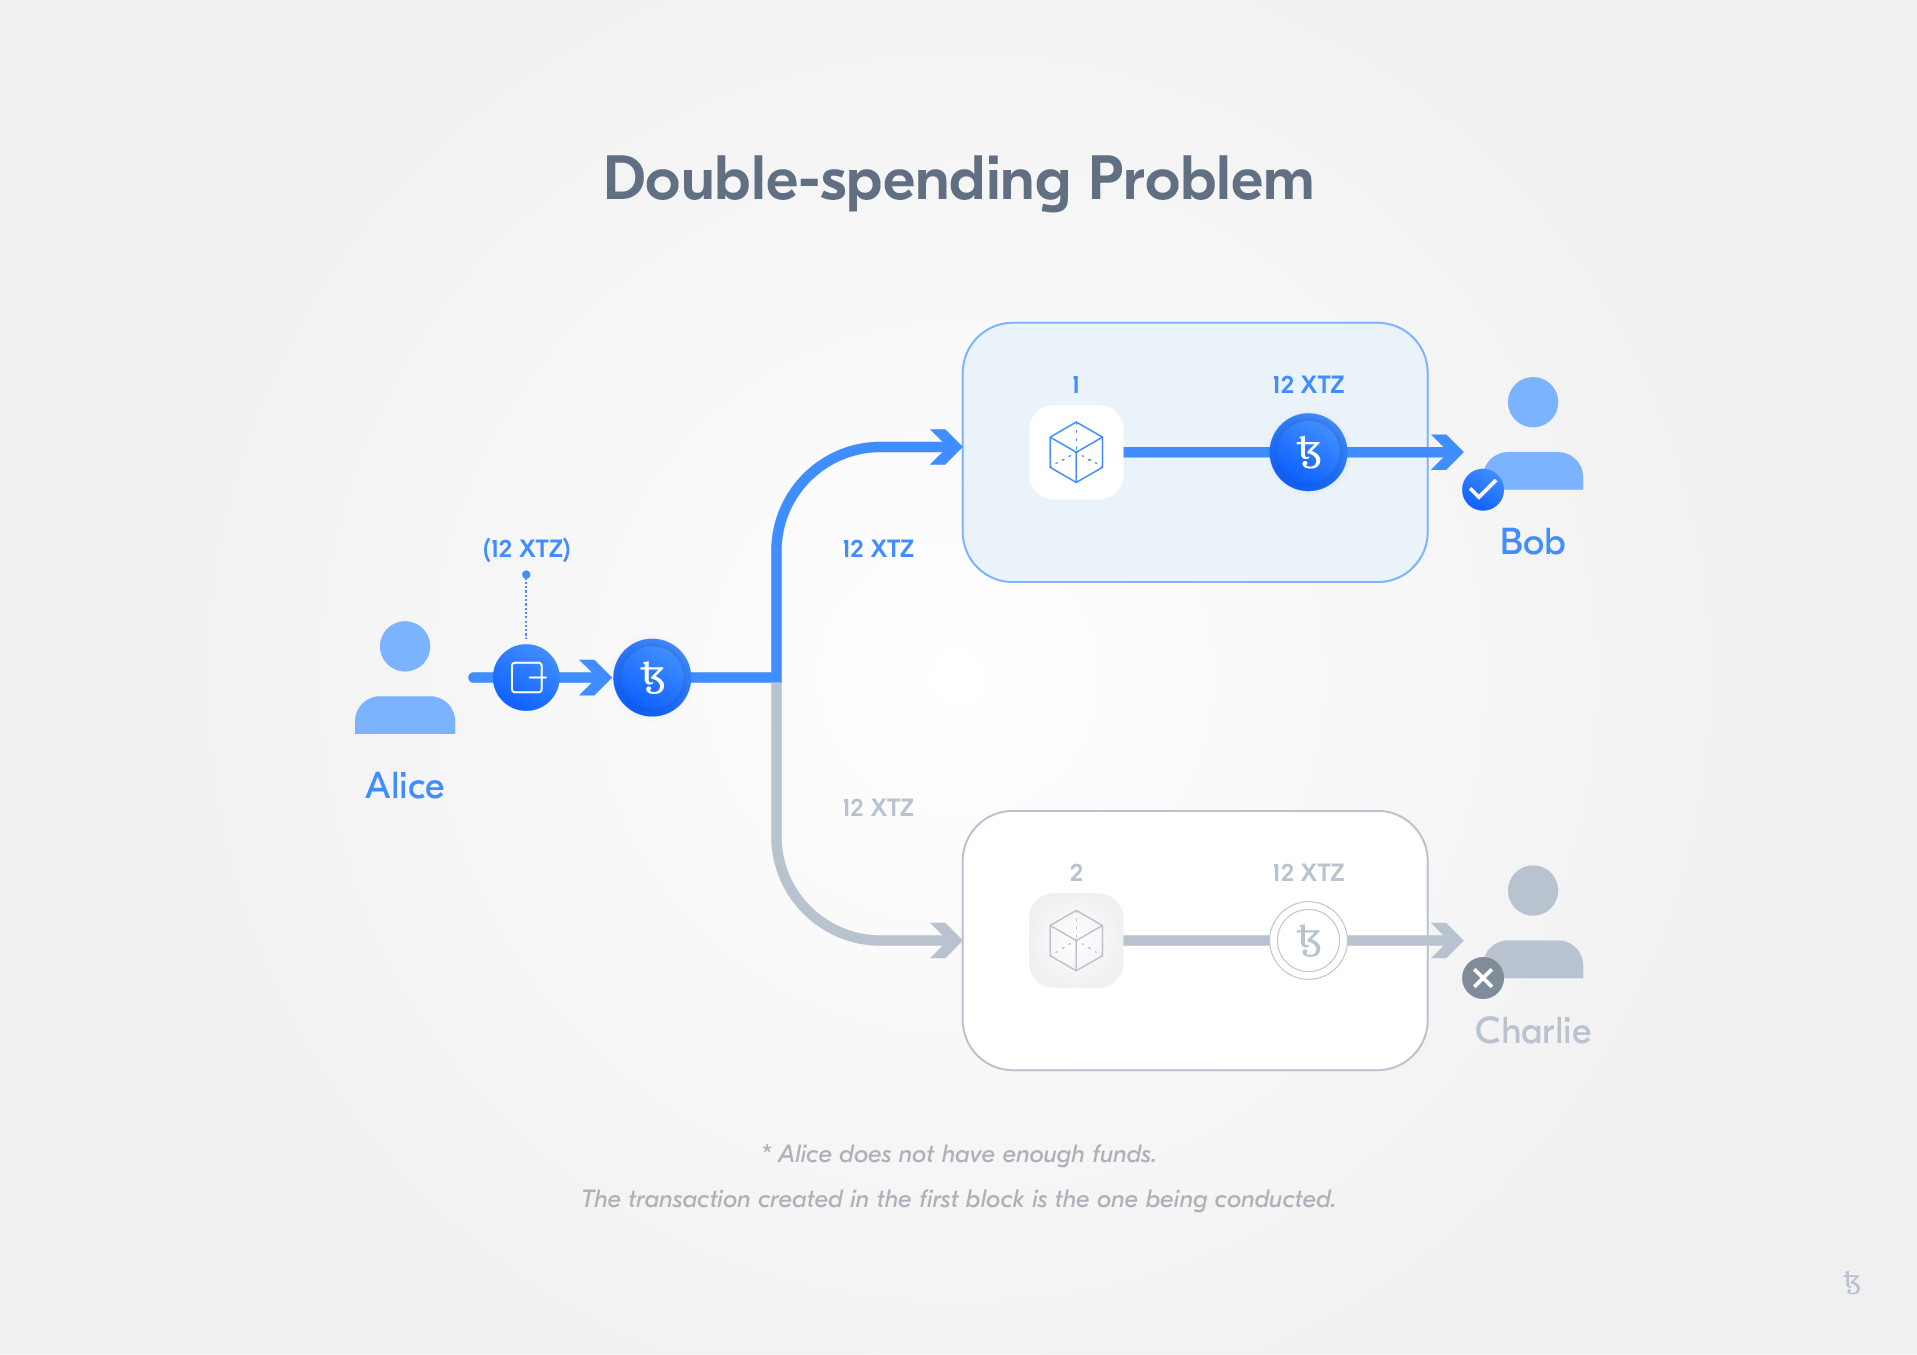 Double-spending Problem
1
12 XTZ
Bob
(12 XTZ)
12 XTZ
Alice
12 XTZ
2
12 XTZ
Charlie
* Alice does not have enough funds.
The transaction created in the first block is the one being conducted.